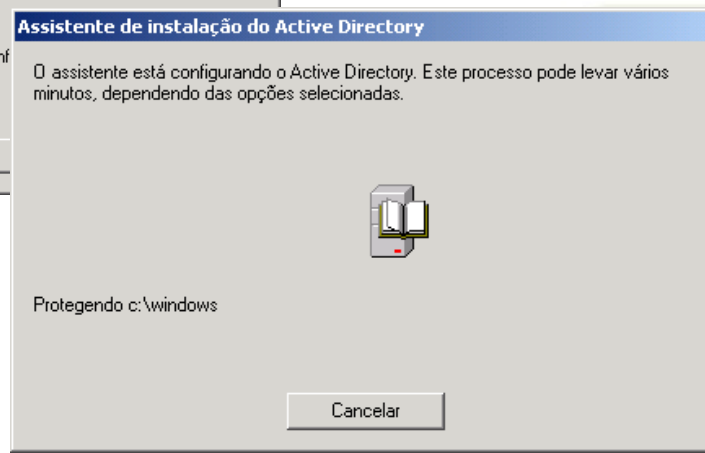 Assistente de instalação do Active Directory
O assistente está configurando o Active Directory. Este processo pode levar vários
minutos, dependendo das opções selecionadas.
Protegendo c:\windows
Cancelar